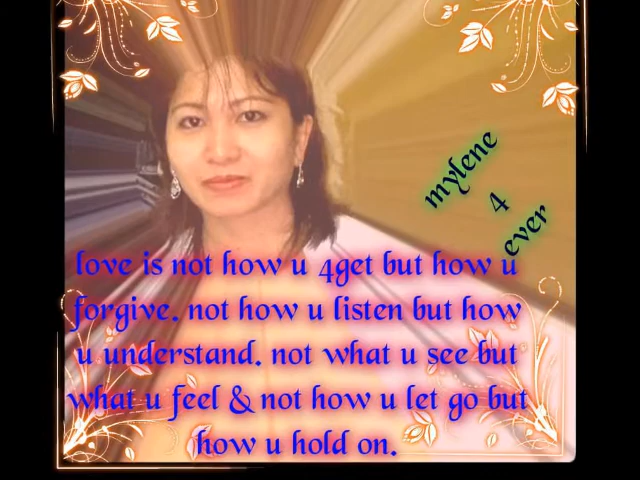 mylene
4
ever
love is not how u 4get but how u
forgive. not how u listen but how
u understand. not what u see but
what u feel & not how u let go but
how u hold on.